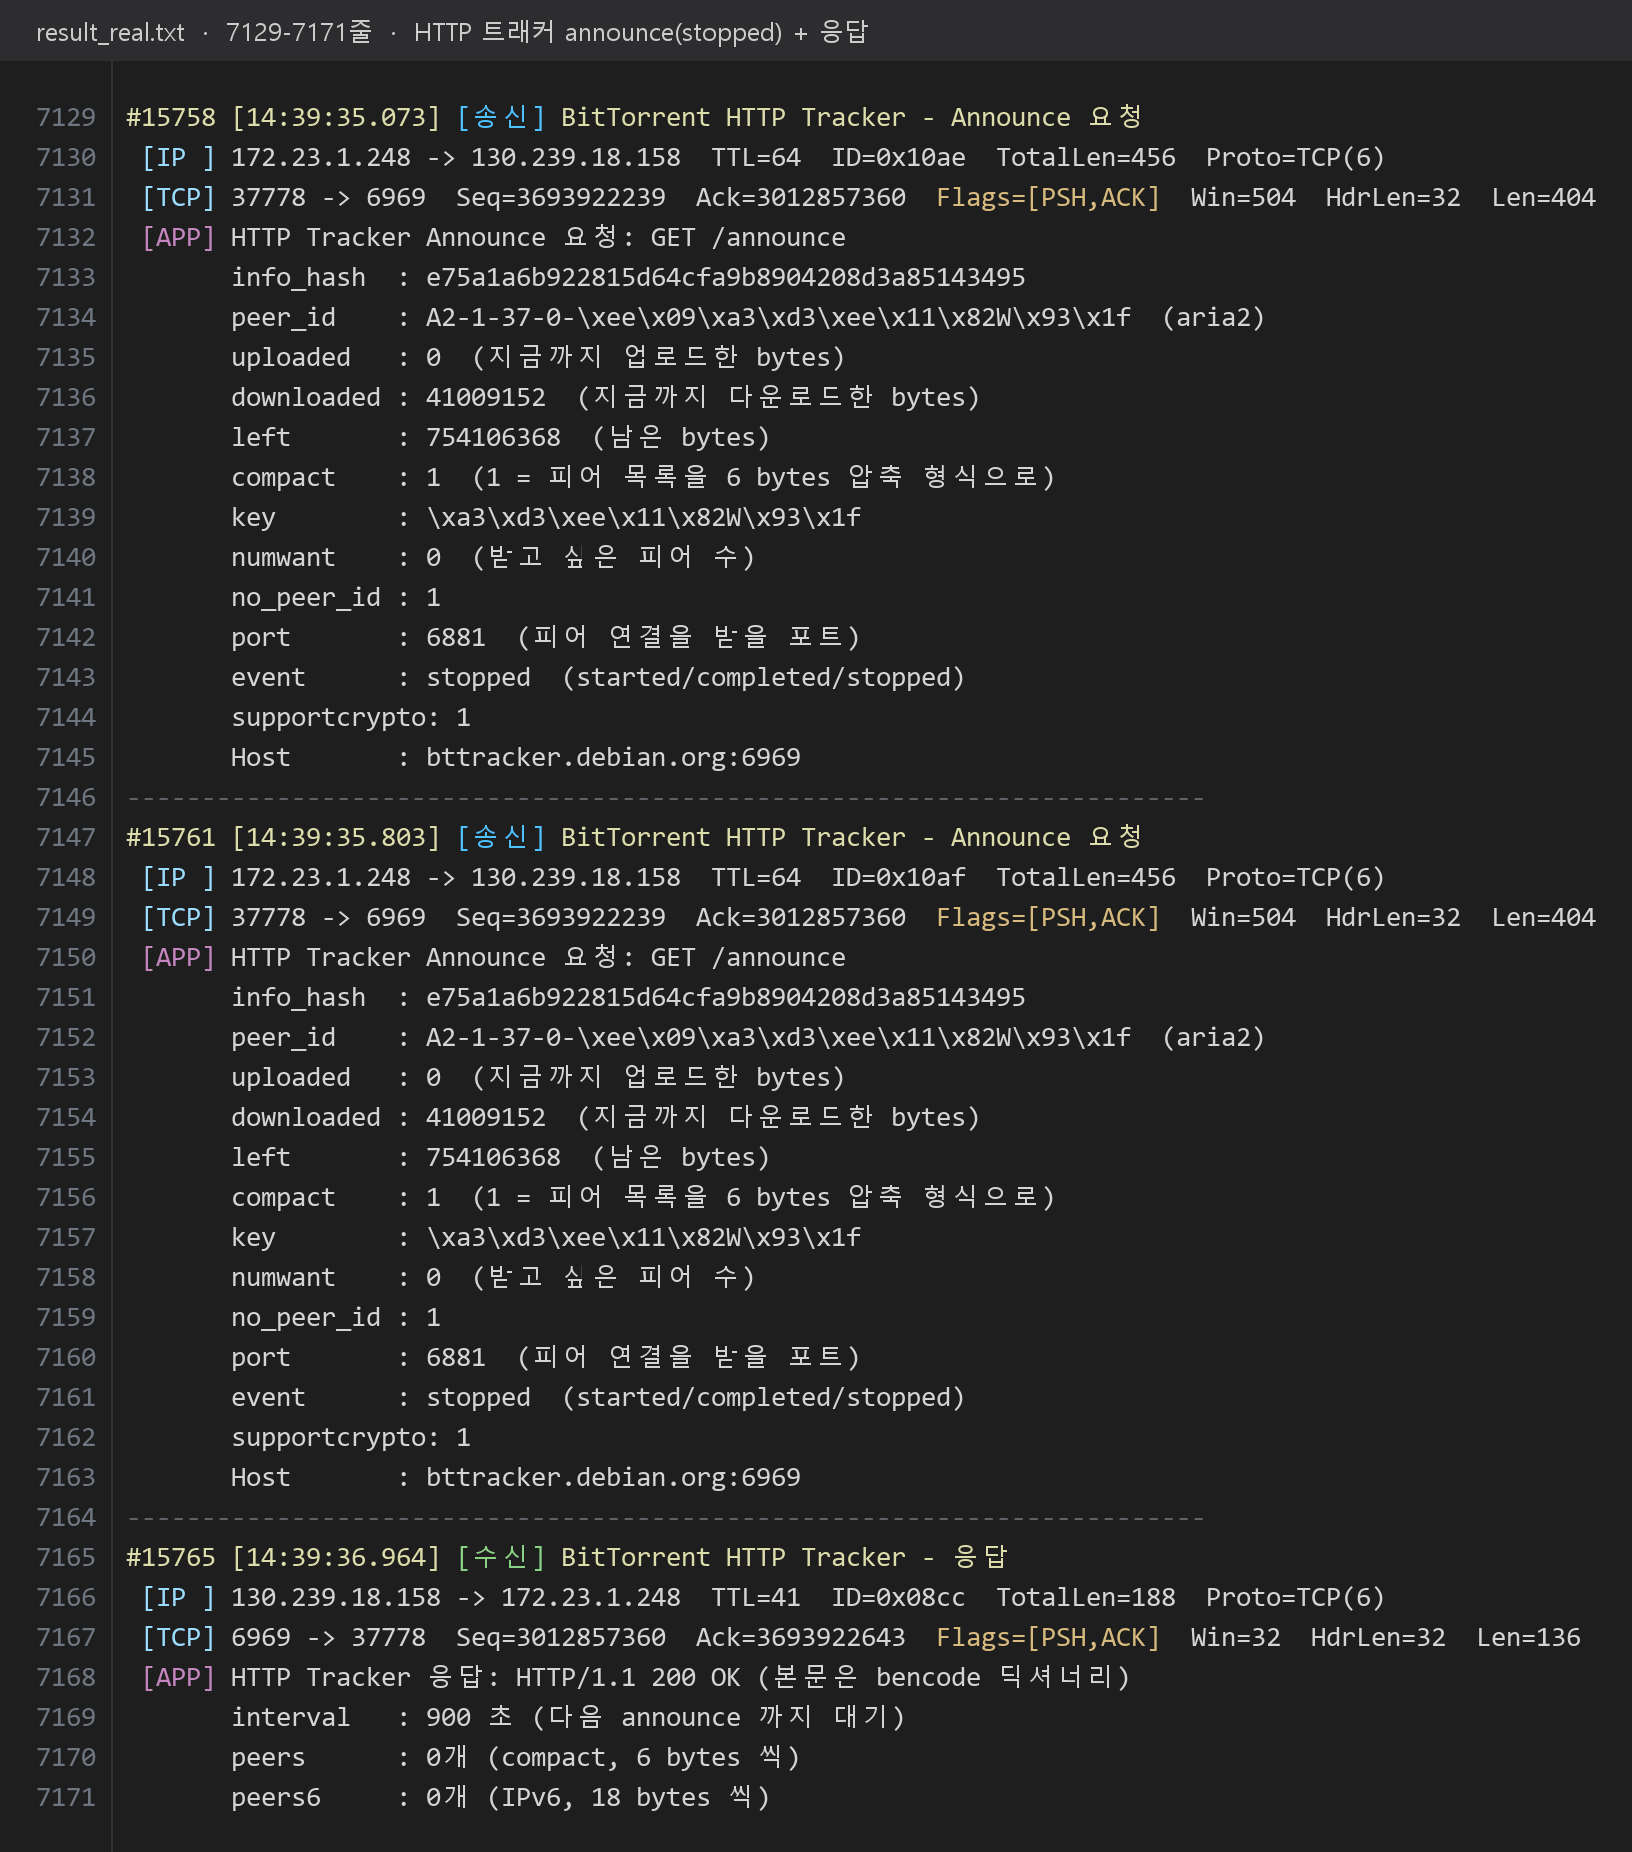 result_real.txt · 7129-7171줄 · HTTP 트래커 announce(stopped) + 응답
7129 #15758 [14:39:35.073] [송신] BitTorrent HTTP Tracker - Announce 요청
7130 [IP ] 172.23.1.248 -> 130.239.18.158 TTL=64 ID=0x10ae TotalLen=456 Proto=TCP(6)
7131 [TCP] 37778 -> 6969 Seq=3693922239 Ack=3012857360 Flags=[PSH,ACK] Win=504 HdrLen=32 Len=404
7132 [APP] HTTP Tracker Announce 요청: GET /announce
7133 info_hash : e75a1a6b922815d64cfa9b8904208d3a85143495
7134 peer_id : A2-1-37-0-\xee\x09\xa3\xd3\xee\x11\x82W\x93\x1f (aria2)
7135 uploaded : 0 (지금까지 업로드한 bytes)
7136 downloaded : 41009152 (지금까지 다운로드한 bytes)
7137 left : 754106368 (남은 bytes)
7138 compact : 1 (1 = 피어 목록을 6 bytes 압축 형식으로)
7139 key : \xa3\xd3\xee\x11\x82W\x93\x1f
7140 numwant : 0 (받고 싶은 피어 수)
7141 no_peer_id : 1
7142 port : 6881 (피어 연결을 받을 포트)
7143 event : stopped (started/completed/stopped)
7144 supportcrypto: 1
7145 Host : bttracker.debian.org:6969
7146 ------------------------------------------------------------------------
7147 #15761 [14:39:35.803] [송신] BitTorrent HTTP Tracker - Announce 요청
7148 [IP ] 172.23.1.248 -> 130.239.18.158 TTL=64 ID=0x10af TotalLen=456 Proto=TCP(6)
7149 [TCP] 37778 -> 6969 Seq=3693922239 Ack=3012857360 Flags=[PSH,ACK] Win=504 HdrLen=32 Len=404
7150 [APP] HTTP Tracker Announce 요청: GET /announce
7151 info_hash : e75a1a6b922815d64cfa9b8904208d3a85143495
7152 peer_id : A2-1-37-0-\xee\x09\xa3\xd3\xee\x11\x82W\x93\x1f (aria2)
7153 uploaded : 0 (지금까지 업로드한 bytes)
7154 downloaded : 41009152 (지금까지 다운로드한 bytes)
7155 left : 754106368 (남은 bytes)
7156 compact : 1 (1 = 피어 목록을 6 bytes 압축 형식으로)
7157 key : \xa3\xd3\xee\x11\x82W\x93\x1f
7158 numwant : 0 (받고 싶은 피어 수)
7159 no_peer_id : 1
7160 port : 6881 (피어 연결을 받을 포트)
7161 event : stopped (started/completed/stopped)
7162 supportcrypto: 1
7163 Host : bttracker.debian.org:6969
7164 ------------------------------------------------------------------------
7165 #15765 [14:39:36.964] [수신] BitTorrent HTTP Tracker - 응답
7166 [IP ] 130.239.18.158 -> 172.23.1.248 TTL=41 ID=0x08cc TotalLen=188 Proto=TCP(6)
7167 [TCP] 6969 -> 37778 Seq=3012857360 Ack=3693922643 Flags=[PSH,ACK] Win=32 HdrLen=32 Len=136
7168 [APP] HTTP Tracker 응답: HTTP/1.1 200 OK (본문은 bencode 딕셔너리)
7169 interval : 900 초 (다음 announce 까지 대기)
7170 peers : 0개 (compact, 6 bytes 씩)
7171 peers6 : 0개 (IPv6, 18 bytes 씩)